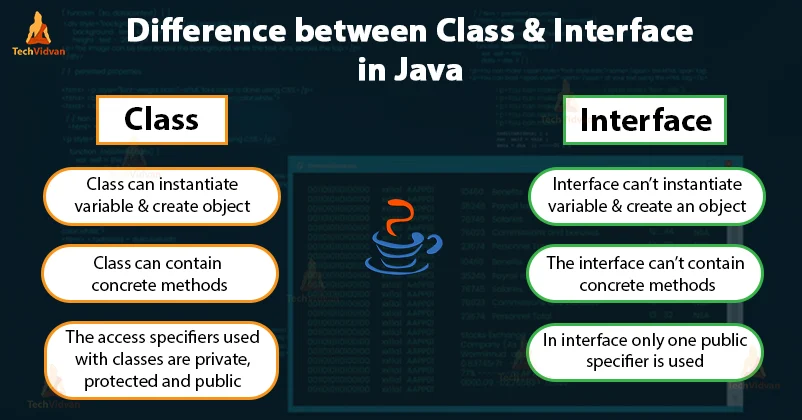 TechVidvan
Difference between Class & Interface
in Java
Class
Class can instantiate
variable & create object
Class can contain
concrete methods
The access specifiers used
with classes are private,
protected and public
Interface
Interface can't instantiate
variable & create an object
The interface can't contain
concrete methods
In interface only one public
specifier is used
TechVidvan
TechVidvan